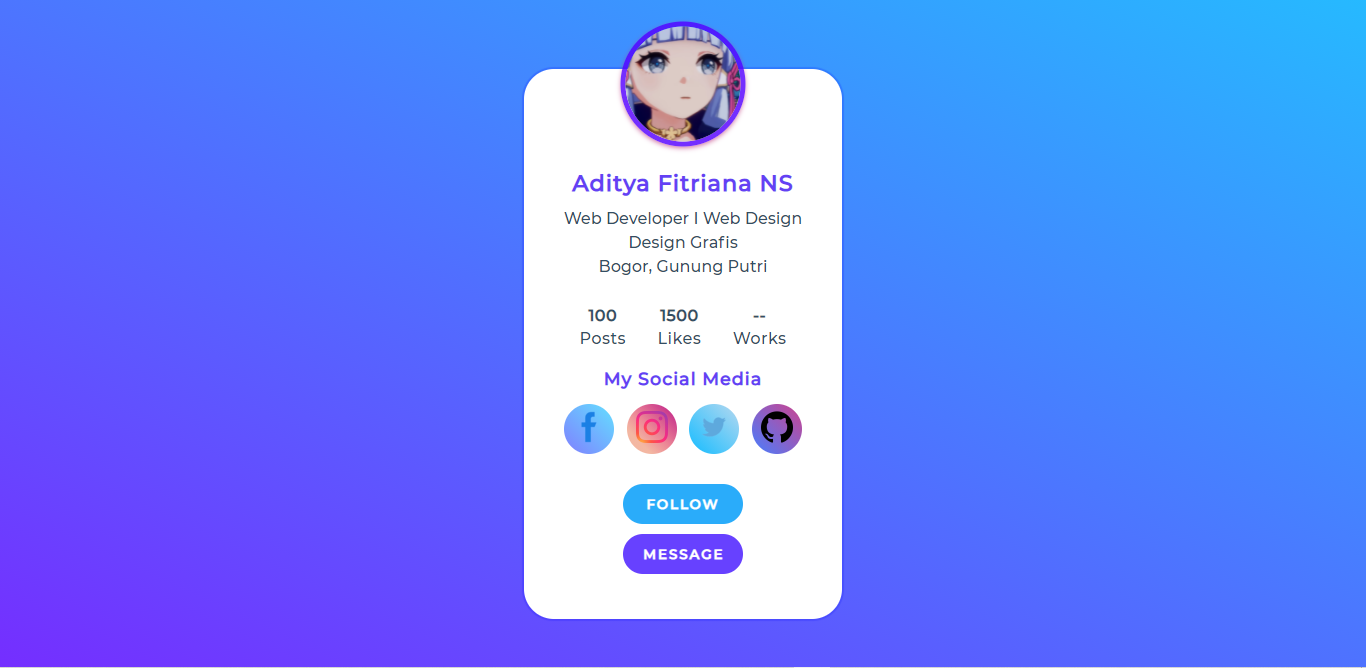 Aditya Fitriana NS
Web Developer I Web Design
Design Grafis
Bogor, Gunung Putri
100 1500 --
Posts Likes Works
My Social Media
FOLLOW
MESSAGE